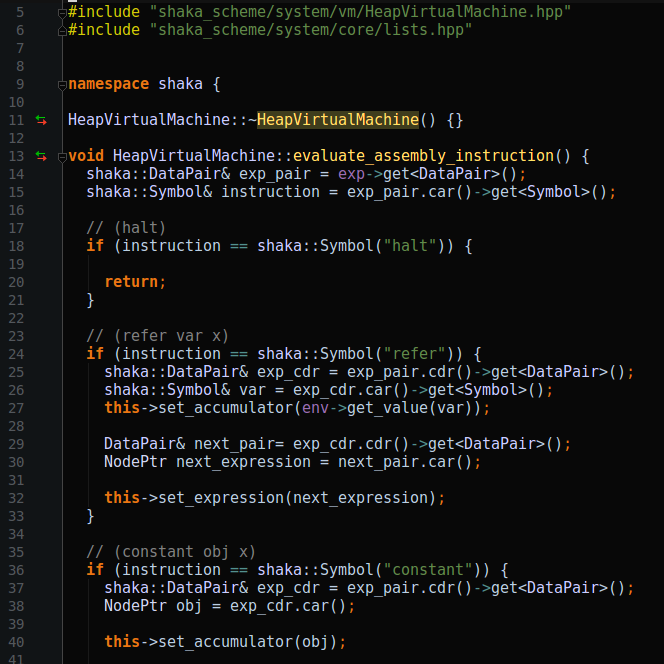 5 #include "shaka_scheme/system/vm/HeapVirtualMachine.hpp"
6 #include "shaka_scheme/system/core/lists.hpp"
7
8
9 namespace shaka {
10
11 HeapVirtualMachine::~HeapVirtualMachine() {}
12
13 void HeapVirtualMachine::evaluate_assembly_instruction() {
14   shaka::DataPair& exp_pair = exp->get<DataPair>();
15   shaka::Symbol& instruction = exp_pair.car()->get<Symbol>();
16
17   // (halt)
18   if (instruction == shaka::Symbol("halt")) {
19
20     return;
21   }
22
23   // (refer var x)
24   if (instruction == shaka::Symbol("refer")) {
25     shaka::DataPair& exp_cdr = exp_pair.cdr()->get<DataPair>();
26     shaka::Symbol& var = exp_cdr.car()->get<Symbol>();
27     this->set_accumulator(env->get_value(var));
28
29     DataPair& next_pair= exp_cdr.cdr()->get<DataPair>();
30     NodePtr next_expression = next_pair.car();
31
32     this->set_expression(next_expression);
33   }
34
35   // (constant obj x)
36   if (instruction == shaka::Symbol("constant")) {
37     shaka::DataPair& exp_cdr = exp_pair.cdr()->get<DataPair>();
38     NodePtr obj = exp_cdr.car();
39
40     this->set_accumulator(obj);
41